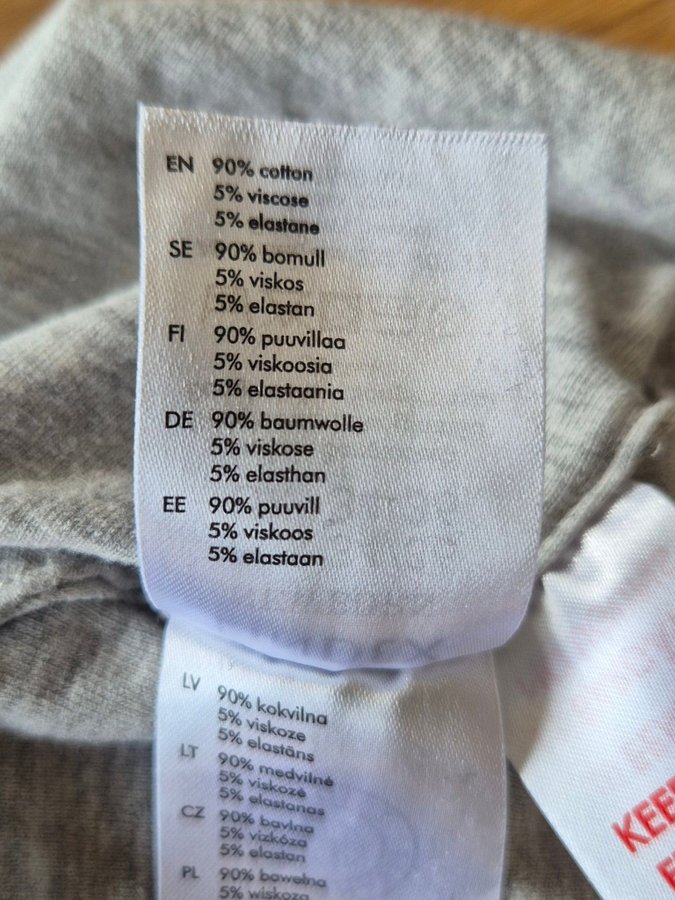 EN 90% cotton
5% viscose
5% elastane
SE 90% bomull
5% viskos
5% elastan
FI 90% puuvillaa
5% viskoosia
5% elastaania
DE 90% baumwolle
5% viskose
5% elasthan
EE 90% puuvill
5% viskoos
5% elastaan
LV 90% kokvilna
5% viskoze
5% elastāns
LT 90% medvilnė
5% viskozė
5% elastanas
CZ 90% bavlna
5% vizkóza
5% elastan
PL 90% bawełna
5% wiskoza